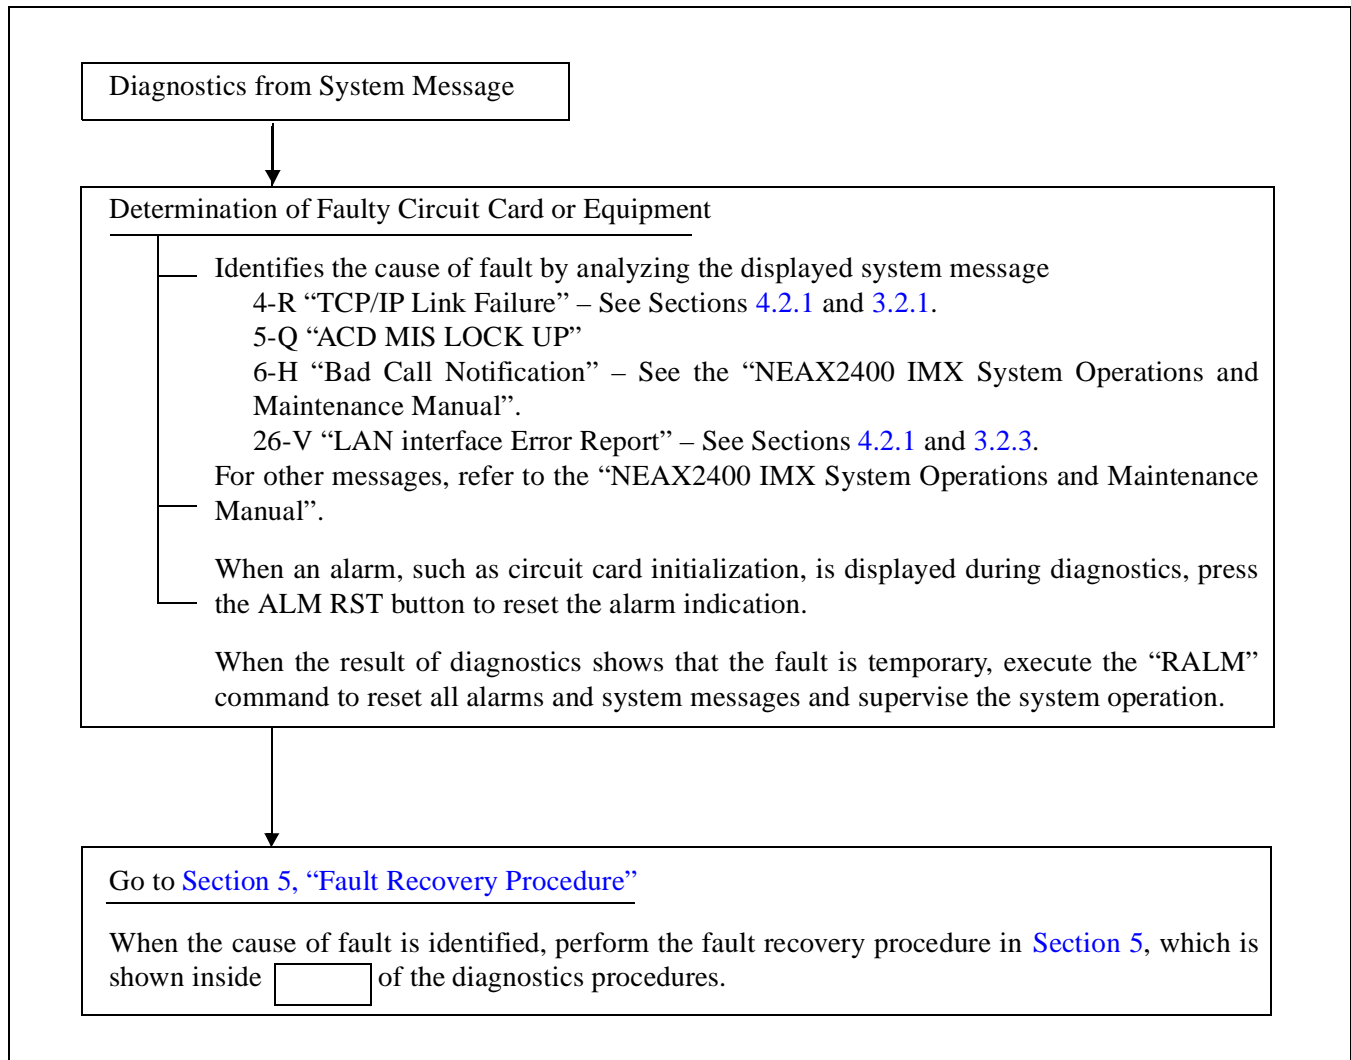 Diagnostics from System Message
Determination of Faulty Circuit Card or Equipment
Identifies the cause of fault by analyzing the displayed system message
4-R “TCP/IP Link Failure” – See Sections 4.2.1 and 3.2.1.
5-Q “ACD MIS LOCK UP”
6-H “Bad Call Notification” – See the “NEAX2400 IMX System Operations and
Maintenance Manual”.
26-V “LAN interface Error Report” – See Sections 4.2.1 and 3.2.3.
For other messages, refer to the “NEAX2400 IMX System Operations and Maintenance
Manual”.
When an alarm, such as circuit card initialization, is displayed during diagnostics, press
the ALM RST button to reset the alarm indication.
When the result of diagnostics shows that the fault is temporary, execute the “RALM”
command to reset all alarms and system messages and supervise the system operation.
Go to Section 5, “Fault Recovery Procedure”
When the cause of fault is identified, perform the fault recovery procedure in Section 5, which is
shown inside of the diagnostics procedures.